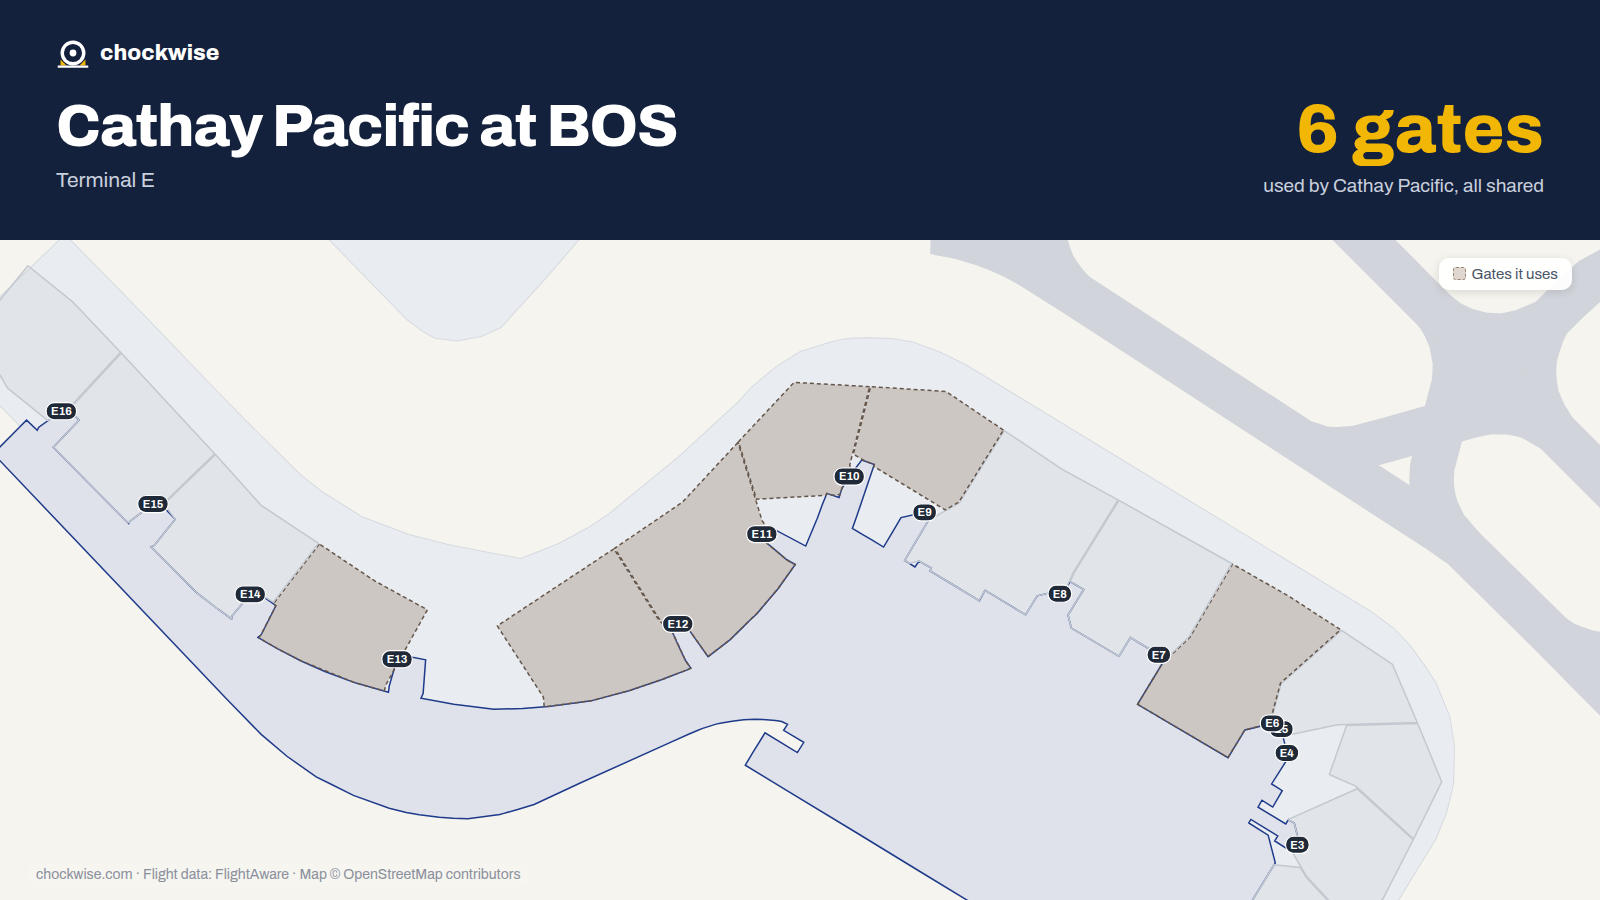 chockwise
Cathay Pacific at BOS
Terminal E
6 gates
used by Cathay Pacific, all shared
Gates it uses
E16
E15
E14
E13
E12
E11
E10
E9
E8
E7
E6
E4
E3
chockwise.com · Flight data: FlightAware · Map © OpenStreetMap contributors